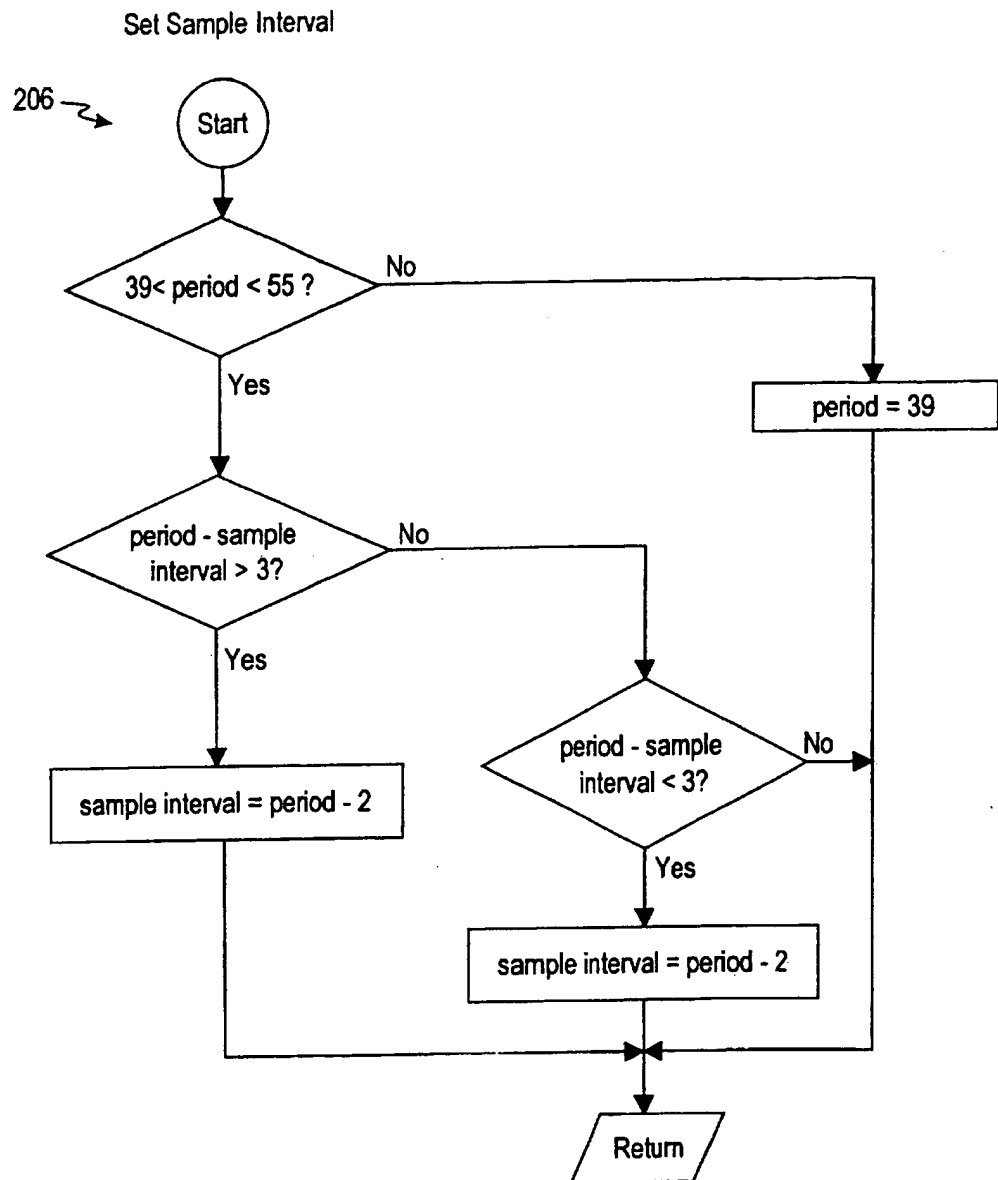 Set Sample Interval
206
Start
39< period < 55 ?
No
Yes
period = 39
period - sample
interval > 3?
No
Yes
period - sample
interval < 3?
No
sample interval = period - 2
Yes
sample interval = period - 2
Return